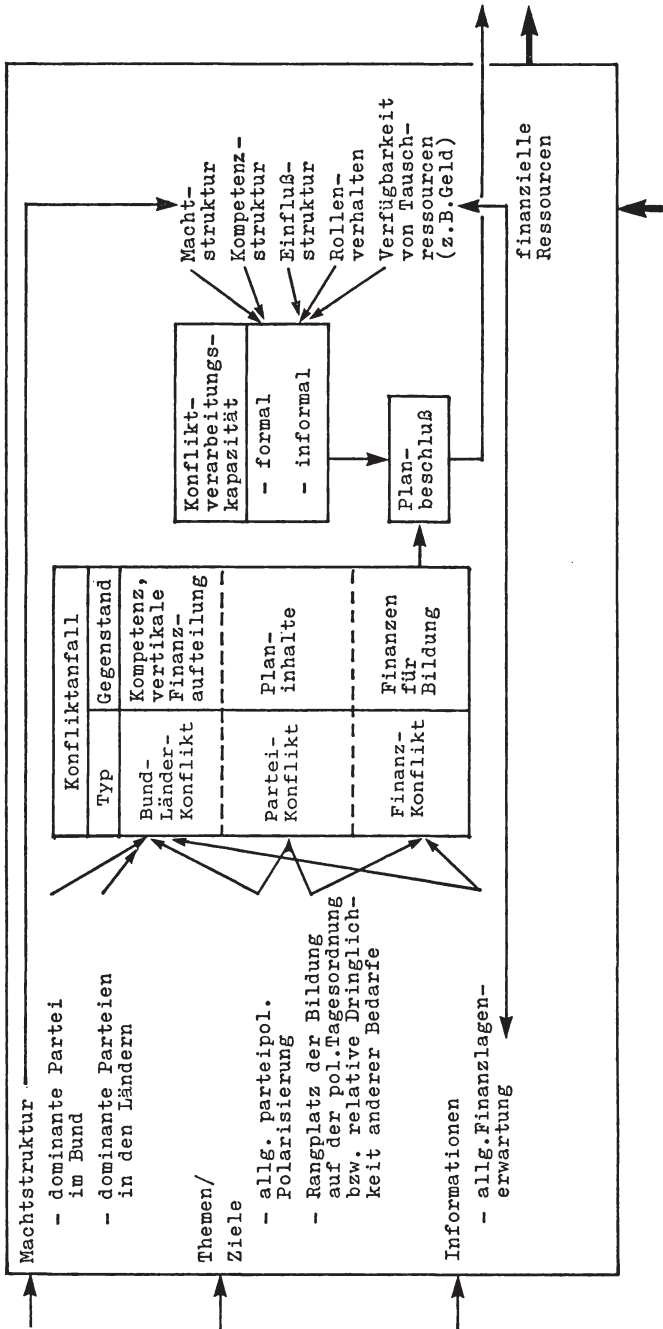 Machtstruktur
- dominante Partei
im Bund
- dominante Parteien
in den Ländern
Themen/
Ziele
- allg. parteipol.
Polarisierung
- Rangplatz der Bildung
auf der pol.Tagesordnung
bzw. relative Dringlich-
keit anderer Bedarfe
Informationen
- allg.Finanzlagen-
erwartung
Konfliktanfall
Typ
Gegenstand
Bund-
Länder-
Konflikt
Kompetenz,
vertikale
Finanz-
aufteilung
Partei-
Konflikt
Plan-
inhalte
Finanz-
Konflikt
Finanzen
für
Bildung
Konflikt-
verarbeitungs-
kapazität
- formal
- informal
Plan-
beschluß
Macht-
struktur
Kompetenz-
struktur
Einfluß-
struktur
Rollen-
verhalten
Verfügbarkeit
von Tausch-
ressourcen
(z.B.Geld)
finanzielle
Ressourcen